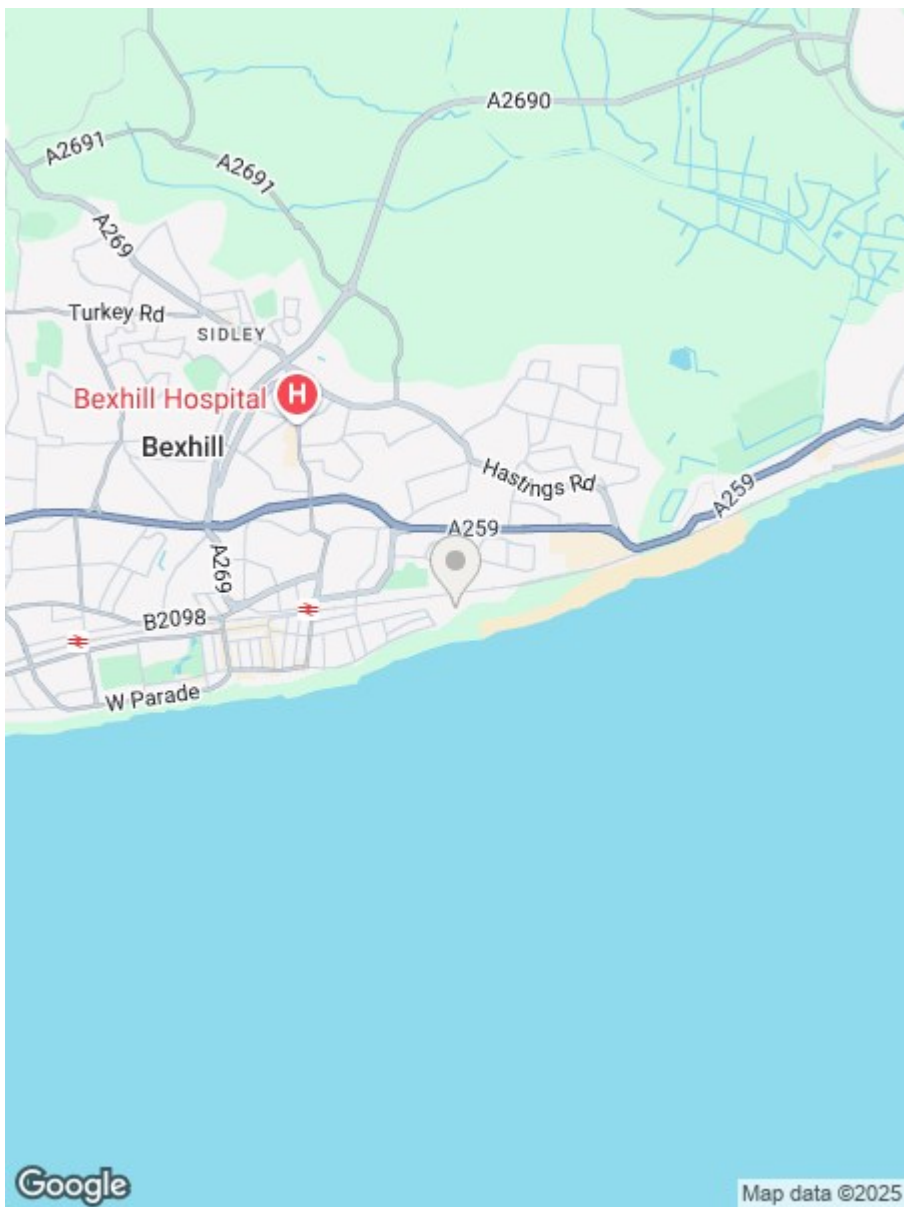 A2690
A2691
A2691
A269
Turkey Rd
SIDLEY
Bexhill Hospital
H
Bexhill
Hastings Rd
A259
A259
A269
B2098
W Parade
Google
Map data ©2025